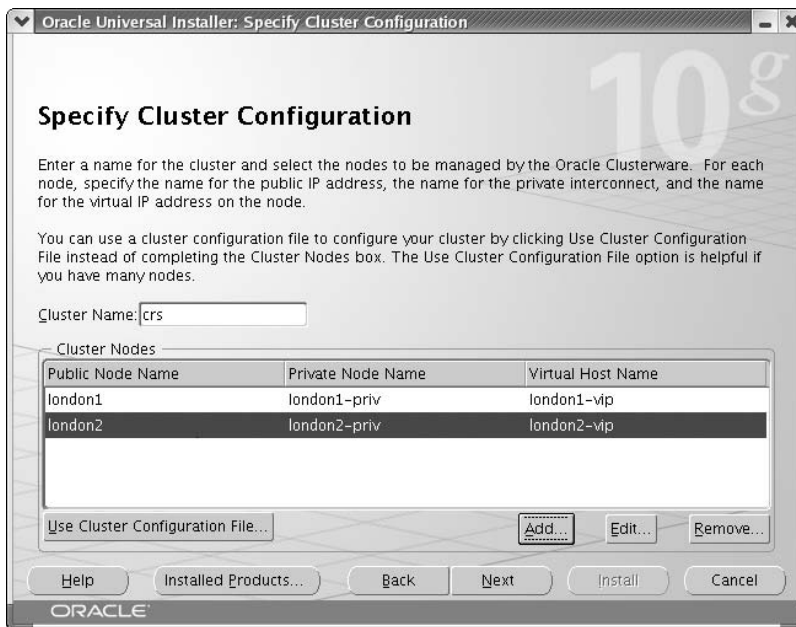 Oracle Universal Installer: Specify Cluster Configuration
10g
Specify Cluster Configuration
Enter a name for the cluster and select the nodes to be managed by the Oracle Clusterware. For each
node, specify the name for the public IP address, the name for the private interconnect, and the name
for the virtual IP address on the node.
You can use a cluster configuration file to configure your cluster by clicking Use Cluster Configuration
File instead of completing the Cluster Nodes box. The Use Cluster Configuration File option is helpful if
you have many nodes.
Cluster Name: crs
Cluster Nodes
Public Node Name Private Node Name Virtual Host Name
london1 london1-priv london1-vip
london2 london2-priv london2-vip
Use Cluster Configuration File... Add... Edit... Remove...
Help Installed Products... Back Next Install Cancel
ORACLE